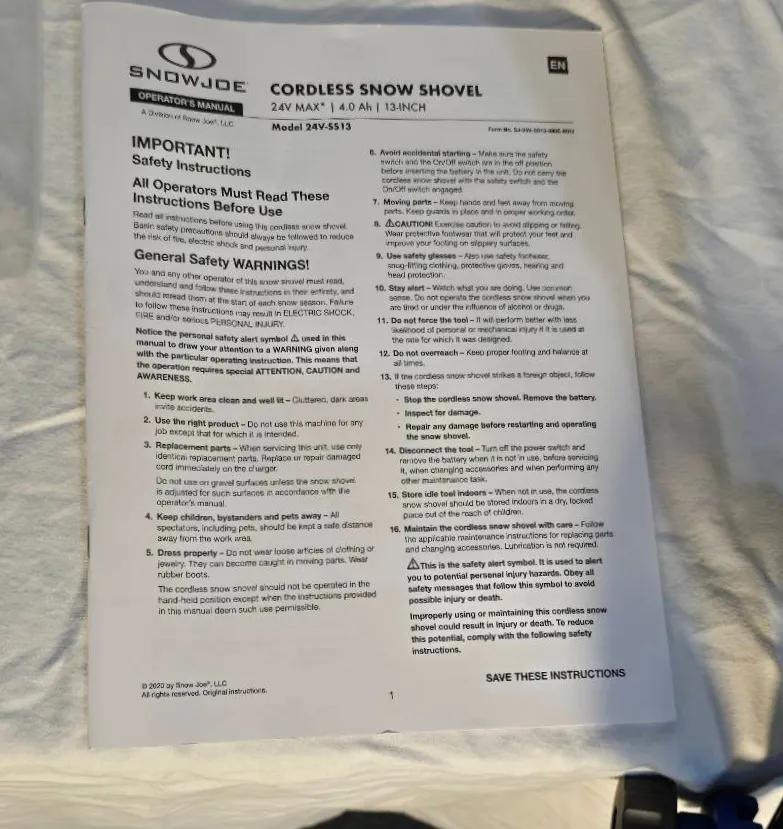 SNOWJOE®
OPERATOR'S MANUAL
A Division of Snow Joe®, LLC
EN
CORDLESS SNOW SHOVEL
24V MAX* | 4.0 Ah | 13-INCH
Model 24V-SS13
Form No. SJ-24V-SS13-880E-MR2
IMPORTANT!
Safety Instructions
All Operators Must Read These
Instructions Before Use
Read all instructions before using this cordless snow shovel.
Basic safety precautions should always be followed to reduce
the risk of fire, electric shock and personal injury.
General Safety WARNINGS!
You and any other operator of this snow shovel must read,
understand and follow these instructions in their entirety, and
should reread them at the start of each snow season. Failure
to follow these instructions may result in ELECTRIC SHOCK,
FIRE and/or serious PERSONAL INJURY.
Notice the personal safety alert symbol ⚠ used in this
manual to draw your attention to a WARNING given along
with the particular operating instruction. This means that
the operation requires special ATTENTION, CAUTION and
AWARENESS.
1. Keep work area clean and well lit – Cluttered, dark areas
invite accidents.
2. Use the right product – Do not use this machine for any
job except that for which it is intended.
3. Replacement parts – When servicing this unit, use only
identical replacement parts. Replace or repair damaged
cord immediately on the charger.
Do not use on gravel surfaces unless the snow shovel
is adjusted for such surfaces in accordance with the
operator's manual.
4. Keep children, bystanders and pets away – All
spectators, including pets, should be kept a safe distance
away from the work area.
5. Dress properly – Do not wear loose articles of clothing or
jewelry. They can become caught in moving parts. Wear
rubber boots.
The cordless snow shovel should not be operated in the
hand-held position except when the instructions provided
in this manual deem such use permissible.
6. Avoid accidental starting – Make sure the safety
switch and the On/Off switch are in the off position
before inserting the battery in the unit. Do not carry the
cordless snow shovel with the safety switch and the
On/Off switch engaged.
7. Moving parts – Keep hands and feet away from moving
parts. Keep guards in place and in proper working order.
8. ⚠CAUTION! Exercise caution to avoid slipping or falling.
Wear protective footwear that will protect your feet and
improve your footing on slippery surfaces.
9. Use safety glasses – Also use safety footwear,
snug-fitting clothing, protective gloves, hearing and
head protection.
10. Stay alert – Watch what you are doing. Use common
sense. Do not operate the cordless snow shovel when you
are tired or under the influence of alcohol or drugs.
11. Do not force the tool – It will perform better with less
likelihood of personal or mechanical injury if it is used at
the rate for which it was designed.
12. Do not overreach – Keep proper footing and balance at
all times.
13. If the cordless snow shovel strikes a foreign object, follow
these steps:
• Stop the cordless snow shovel. Remove the battery.
• Inspect for damage.
• Repair any damage before restarting and operating
the snow shovel.
14. Disconnect the tool – Turn off the power switch and
remove the battery when it is not in use, before servicing
it, when changing accessories and when performing any
other maintenance task.
15. Store idle tool indoors – When not in use, the cordless
snow shovel should be stored indoors in a dry, locked
place out of the reach of children.
16. Maintain the cordless snow shovel with care – Follow
the applicable maintenance instructions for replacing parts
and changing accessories. Lubrication is not required.
⚠This is the safety alert symbol. It is used to alert
you to potential personal injury hazards. Obey all
safety messages that follow this symbol to avoid
possible injury or death.
Improperly using or maintaining this cordless snow
shovel could result in injury or death. To reduce
this potential, comply with the following safety
instructions.
© 2020 by Snow Joe®, LLC
All rights reserved. Original instructions.
1
SAVE THESE INSTRUCTIONS